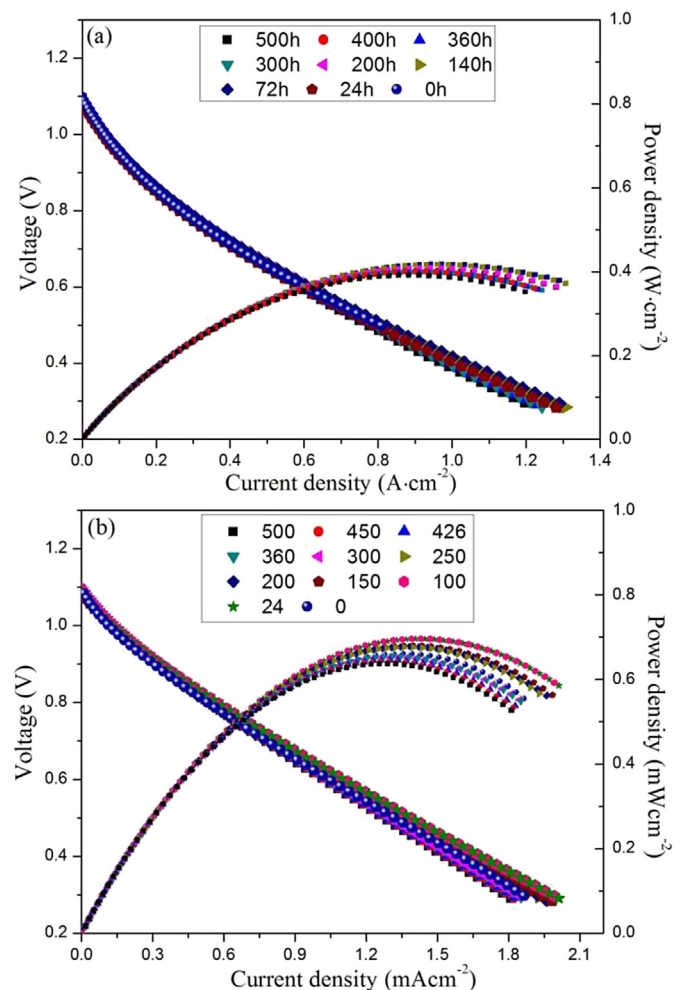 (a)
500h 400h 360h
300h 200h 140h
72h 24h 0h
Voltage (V)
1.2
1.0
0.8
0.6
0.4
0.2
Power density (W·cm-2)
1.0
0.8
0.6
0.4
0.2
0.0
0.0 0.2 0.4 0.6 0.8 1.0 1.2 1.4
Current density (A·cm-2)
(b)
500 450 426
360 300 250
200 150 100
24 0
Voltage (V)
1.2
1.0
0.8
0.6
0.4
0.2
Power density (mWcm-2)
1.0
0.8
0.6
0.4
0.2
0.0
0.0 0.3 0.6 0.9 1.2 1.5 1.8 2.1
Current density (mAcm-2)